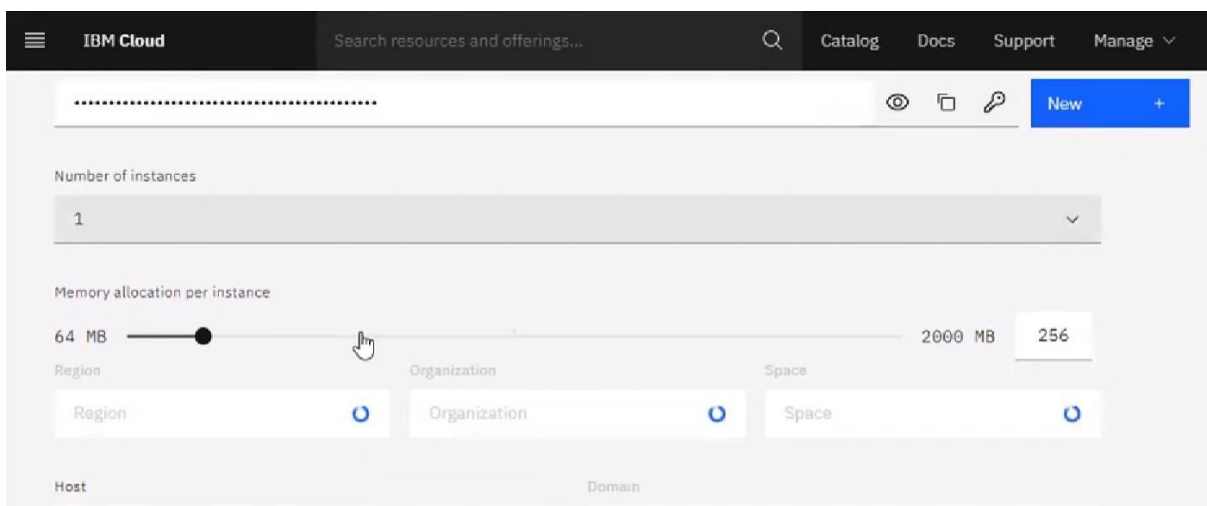 IBM Cloud Search resources and offerings... Catalog Docs Support Manage
•••••••••••••••••••••••••••••••••••••••••••• New +
Number of instances
1
Memory allocation per instance
64 MB 2000 MB 256
Region Organization Space
Region Organization Space
Host Domain